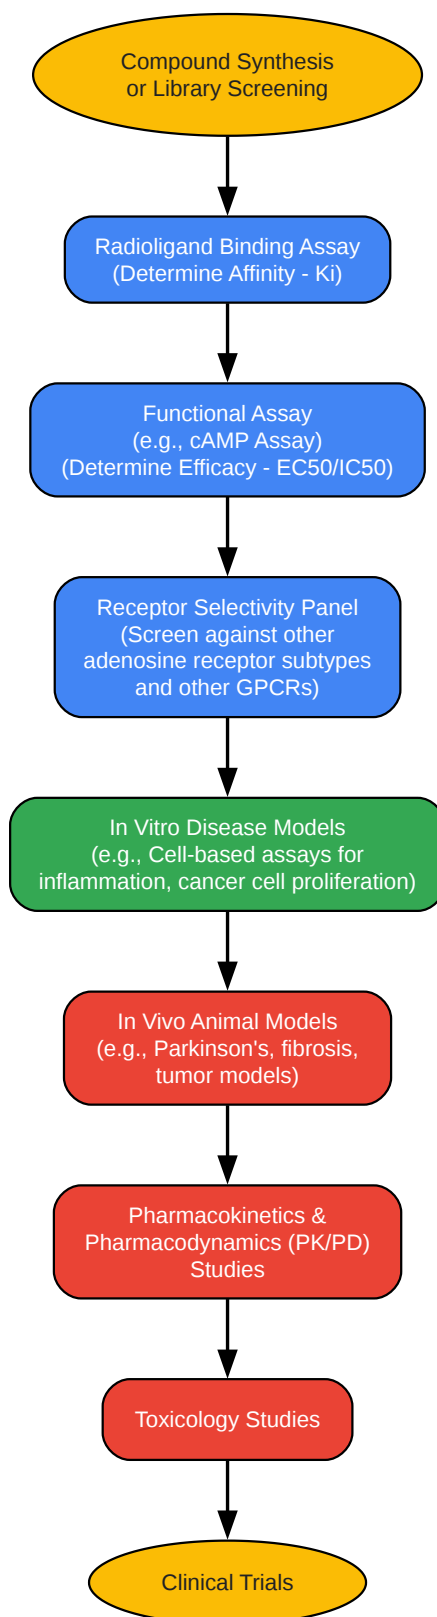 Compound Synthesis
or Library Screening
Radioligand Binding Assay
(Determine Affinity - Ki)
Functional Assay
(e.g., cAMP Assay)
(Determine Efficacy - EC50/IC50)
Receptor Selectivity Panel
(Screen against other
adenosine receptor subtypes
and other GPCRs)
In Vitro Disease Models
(e.g., Cell-based assays for
inflammation, cancer cell proliferation)
In Vivo Animal Models
(e.g., Parkinson's, fibrosis,
tumor models)
Pharmacokinetics &
Pharmacodynamics (PK/PD)
Studies
Toxicology Studies
Clinical Trials